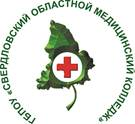 ГБПОУ «СВЕРДЛОВСКИЙ ОБЛАСТНОЙ МЕДИЦИНСКИЙ КОЛЛЕДЖ»